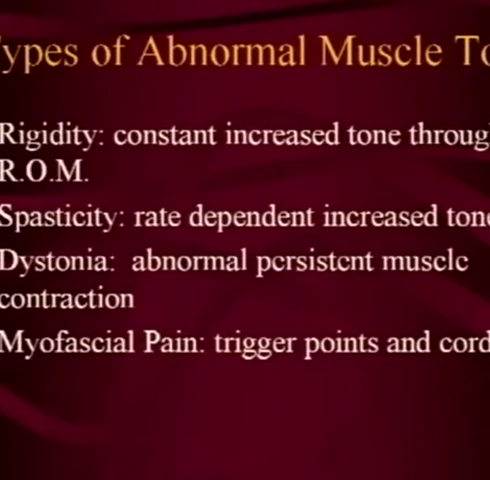 ypes of Abnormal Muscle To
Rigidity: constant increased tone throug
R.O.M.
Spasticity: rate dependent increased ton
Dystonia: abnormal persistent muscle
contraction
Myofascial Pain: trigger points and cord